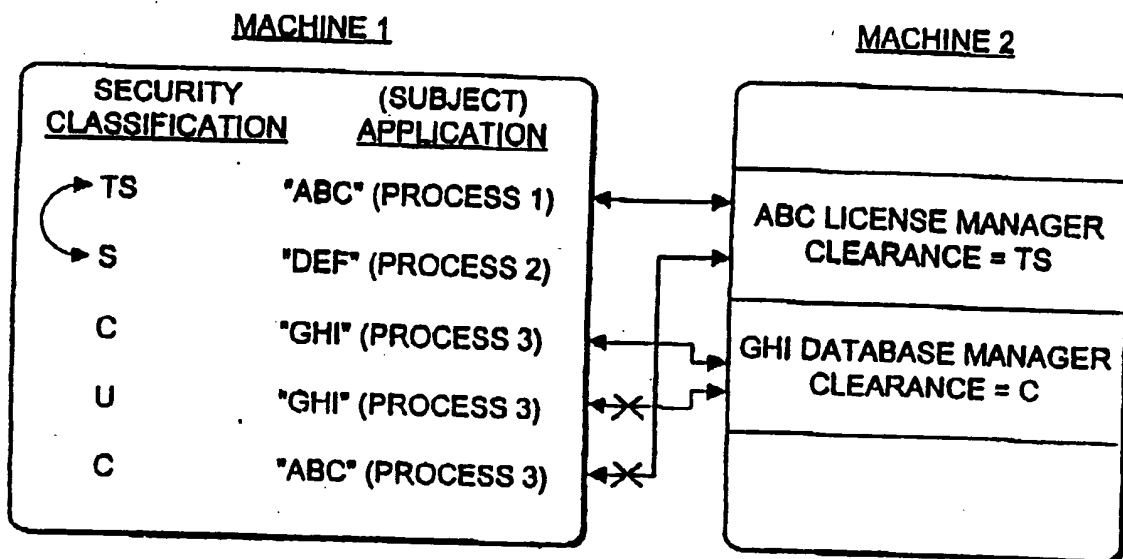 MACHINE 1
SECURITY CLASSIFICATION
(SUBJECT) APPLICATION
TS "ABC" (PROCESS 1)
S "DEF" (PROCESS 2)
C "GHI" (PROCESS 3)
U "GHI" (PROCESS 3)
C "ABC" (PROCESS 3)
MACHINE 2
ABC LICENSE MANAGER
CLEARANCE = TS
GHI DATABASE MANAGER
CLEARANCE = C